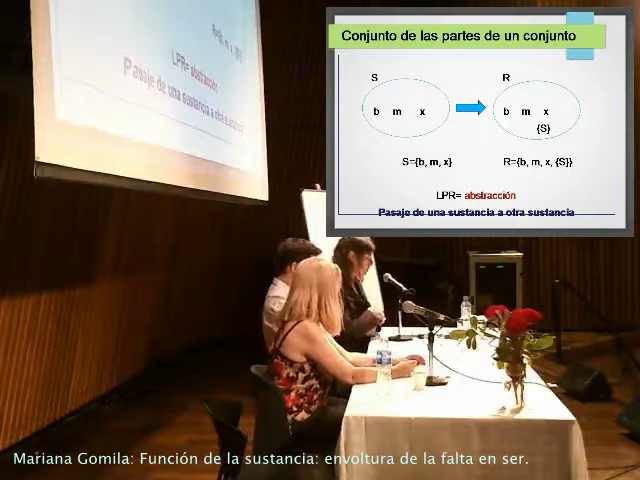 Conjunto de las partes de un conjunto
S R
b m x b m x
{S}
S={b, m, x} R={b, m, x, {S}}
LPR= abstracción
Pasaje de una sustancia a otra sustancia
R={b, m, x, {S}}
LPR= abstracción
Pasaje de una sustancia a otra sustancia
Mariana Gomila: Función de la sustancia: envoltura de la falta en ser.